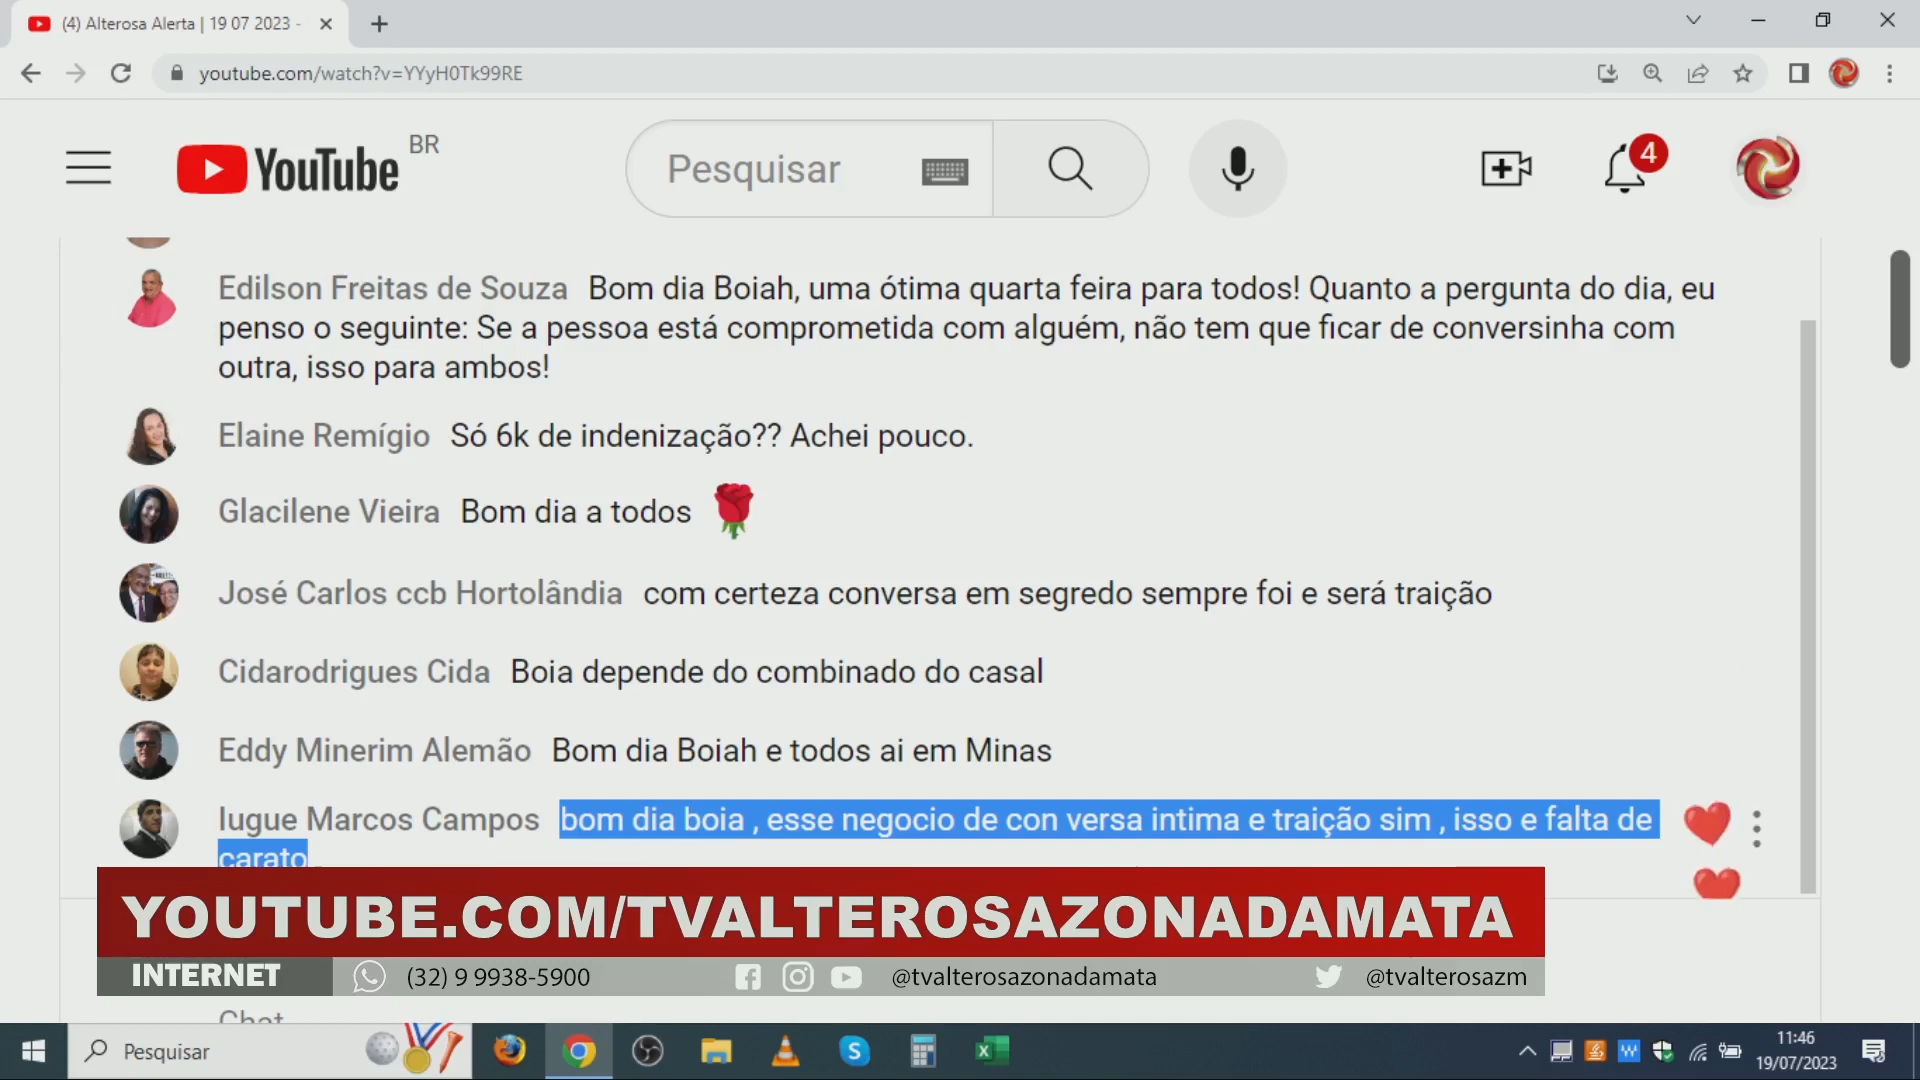 (4) Alterosa Alerta | 19 07 2023 -
youtube.com/watch?v=YYyH0Tk99RE
YouTube BR
Pesquisar
4
Edilson Freitas de Souza Bom dia Boiah, uma ótima quarta feira para todos! Quanto a pergunta do dia, eu
penso o seguinte: Se a pessoa está comprometida com alguém, não tem que ficar de conversinha com
outra, isso para ambos!
Elaine Remígio Só 6k de indenização?? Achei pouco.
Glacilene Vieira Bom dia a todos
José Carlos ccb Hortolândia com certeza conversa em segredo sempre foi e será traição
Cidarodrigues Cida Boia depende do combinado do casal
Eddy Minerim Alemão Bom dia Boiah e todos ai em Minas
Iugue Marcos Campos bom dia boia , esse negocio de con versa intima e traição sim , isso e falta de
carato
YOUTUBE.COM/TVALTEROSAZONADAMATA
INTERNET (32) 9 9938-5900 @tvalterosazonadamata @tvalterosazm
Chat
Pesquisar
11:46
19/07/2023